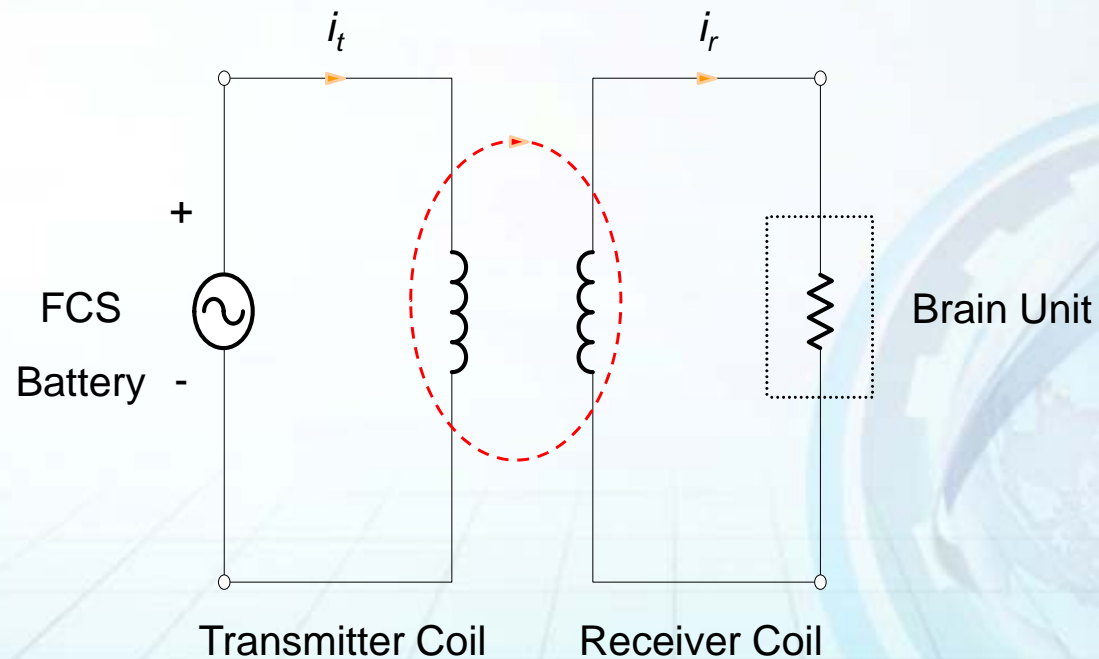 i_t
i_r
+
FCS
Battery -
Brain Unit
Transmitter Coil
Receiver Coil